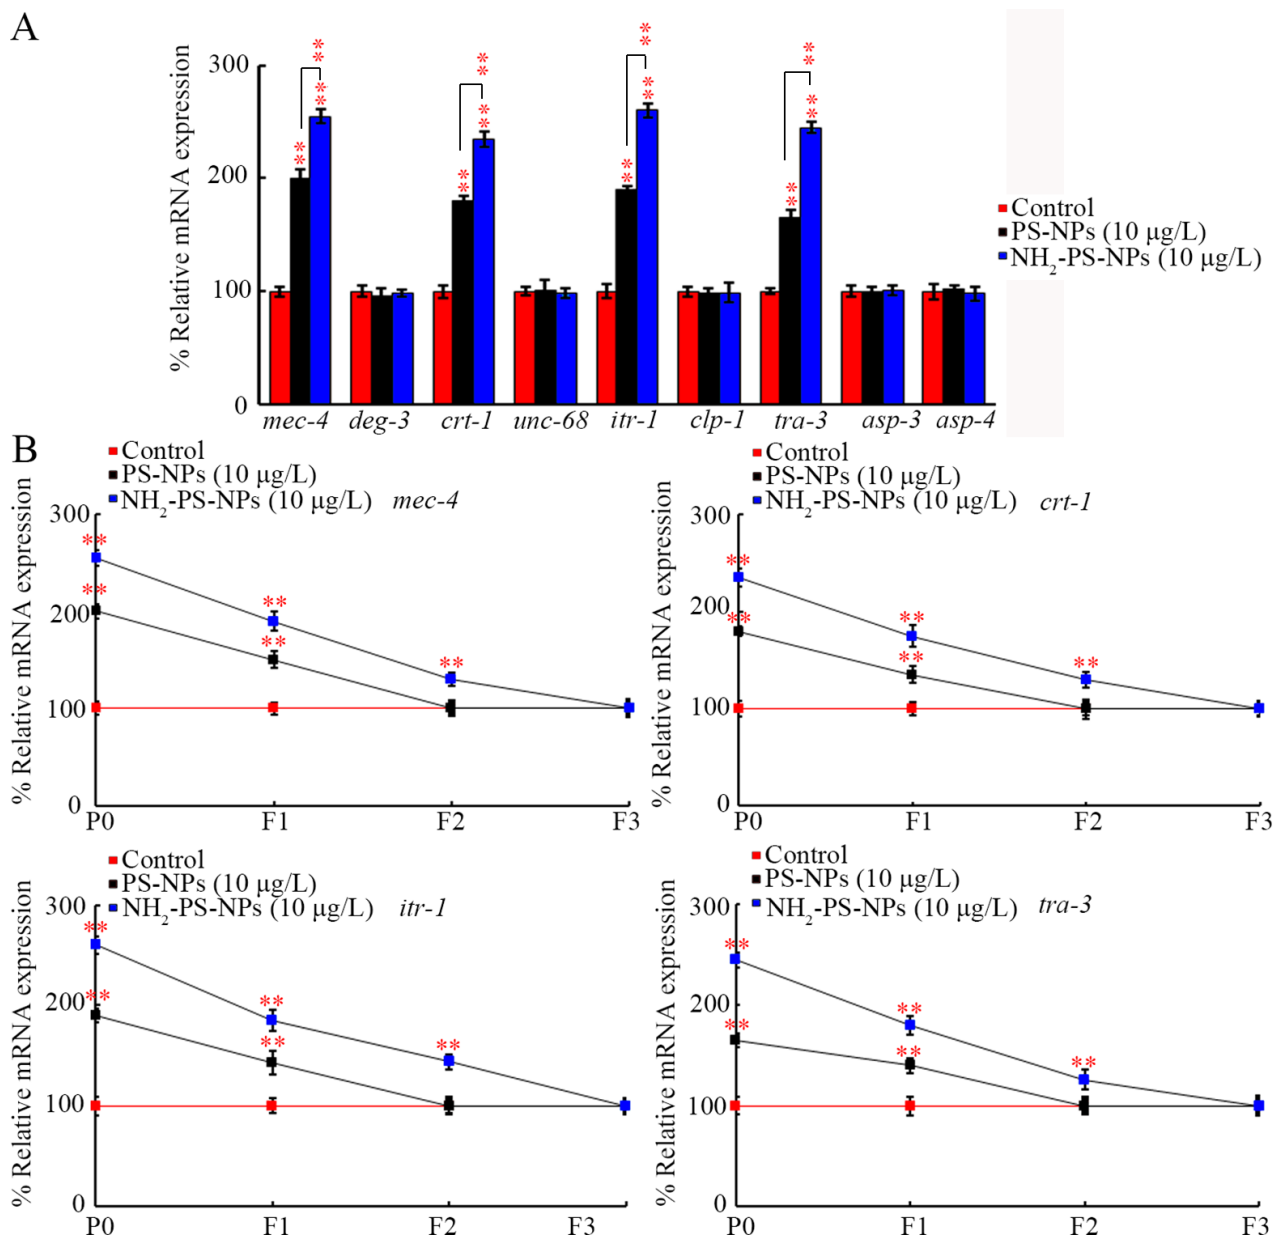 A
% Relative mRNA expression
300
200
100
0
** ** ** ** ** ** ** ** ** ** ** **
mec-4 deg-3 crt-1 unc-68 itr-1 clp-1 tra-3 asp-3 asp-4
Control
PS-NPs (10 μg/L)
NH2-PS-NPs (10 μg/L)
B
Control
PS-NPs (10 μg/L)
NH2-PS-NPs (10 μg/L) mec-4
% Relative mRNA expression
300
200
100
0
** ** ** ** **
P0 F1 F2 F3
Control
PS-NPs (10 μg/L)
NH2-PS-NPs (10 μg/L) crt-1
% Relative mRNA expression
300
200
100
0
** ** ** ** **
P0 F1 F2 F3
Control
PS-NPs (10 μg/L)
NH2-PS-NPs (10 μg/L) itr-1
% Relative mRNA expression
300
200
100
0
** ** ** ** **
P0 F1 F2 F3
Control
PS-NPs (10 μg/L)
NH2-PS-NPs (10 μg/L) tra-3
% Relative mRNA expression
300
200
100
0
** ** ** ** **
P0 F1 F2 F3